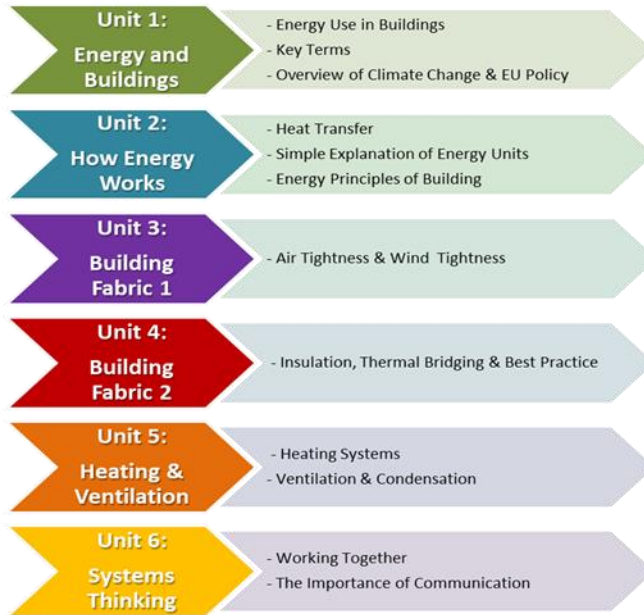 Unit 1:
Energy and
Buildings
- Energy Use in Buildings
- Key Terms
- Overview of Climate Change & EU Policy
Unit 2:
How Energy
Works
- Heat Transfer
- Simple Explanation of Energy Units
- Energy Principles of Building
Unit 3:
Building
Fabric 1
- Air Tightness & Wind Tightness
Unit 4:
Building
Fabric 2
- Insulation, Thermal Bridging & Best Practice
Unit 5:
Heating &
Ventilation
- Heating Systems
- Ventilation & Condensation
Unit 6:
Systems
Thinking
- Working Together
- The Importance of Communication